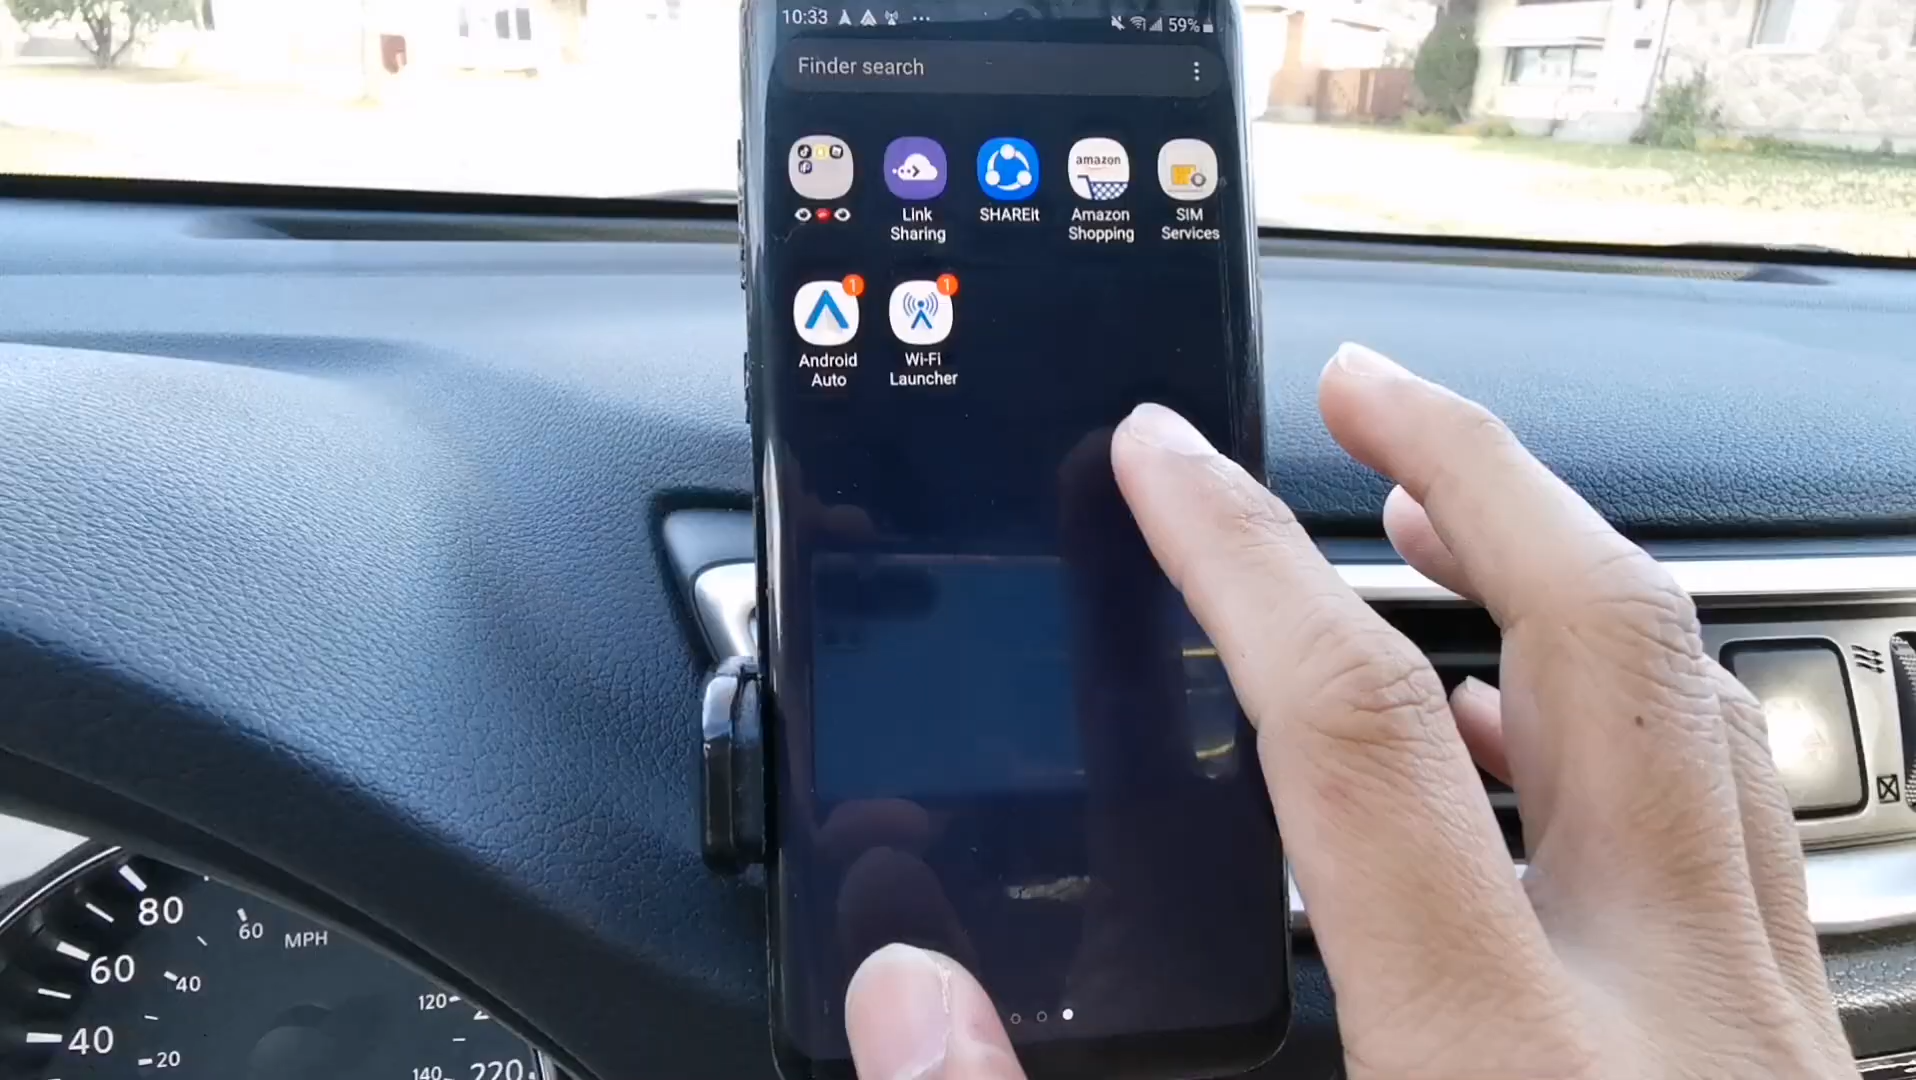 10:33
59%
Finder search
amazon
Link
Sharing
SHAREit
Amazon
Shopping
SIM
Services
1
1
Android
Auto
Wi-Fi
Launcher
80
60
MPH
60
40
120
40
20
140
220